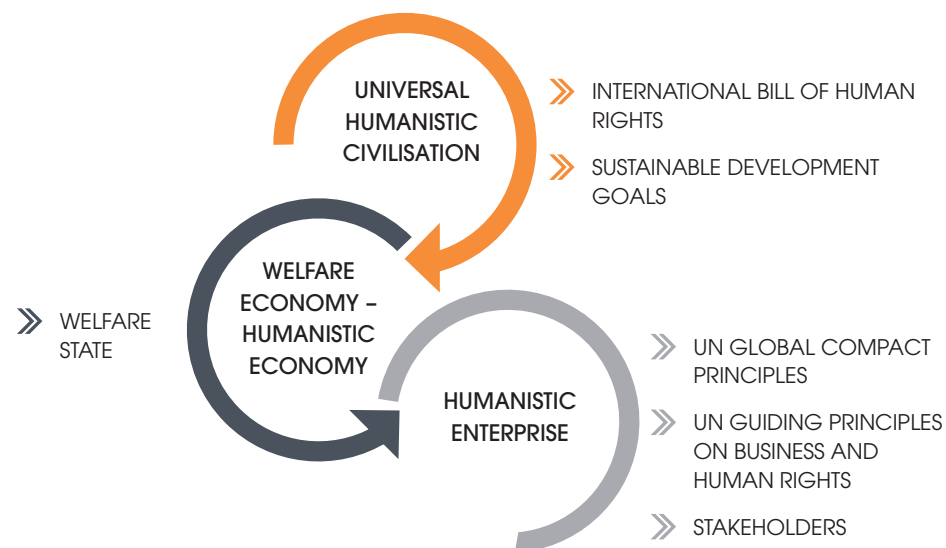 UNIVERSAL
HUMANISTIC
CIVILISATION
INTERNATIONAL BILL OF HUMAN
RIGHTS
SUSTAINABLE DEVELOPMENT
GOALS
WELFARE
ECONOMY –
HUMANISTIC
ECONOMY
WELFARE
STATE
HUMANISTIC
ENTERPRISE
UN GLOBAL COMPACT
PRINCIPLES
UN GUIDING PRINCIPLES
ON BUSINESS AND
HUMAN RIGHTS
STAKEHOLDERS